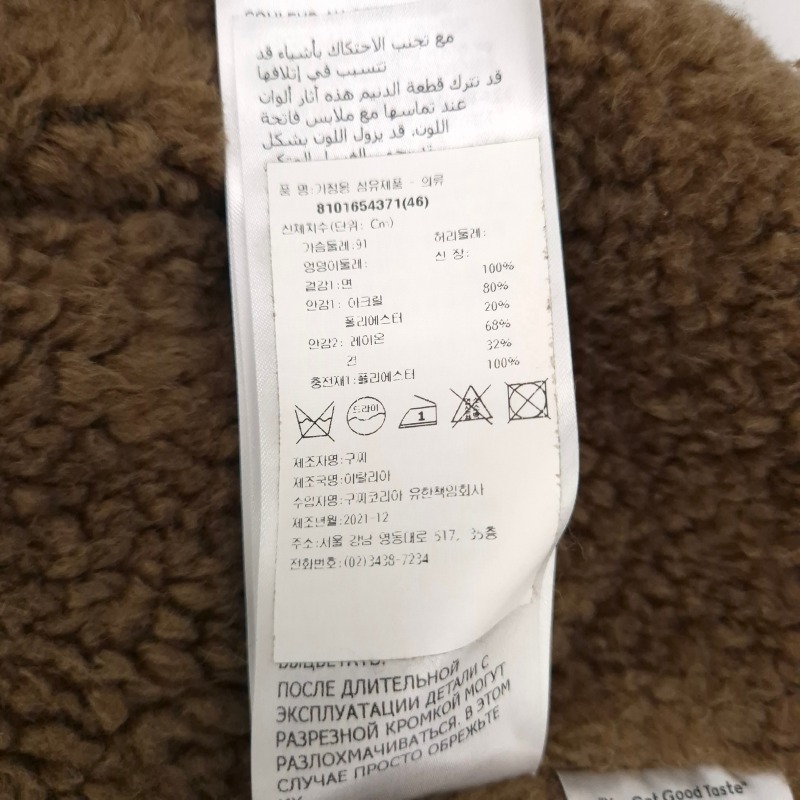 COULEUR
مع تجنب الاحتكاك بأشياء قد
تتسبب في إتلافها
قد تترك قطعة الدنيم هذه آثار ألوان
عند تماسها مع ملابس فاتحة
اللون. قد يزول اللون بشكل
품 명:가정용 섬유제품 - 의류
8101654371(46)
신체치수(단위: Cm)
가슴둘레:91 허리둘레:
엉덩이둘레: 신 장:
겉감1:면 100%
안감1: 아크릴 80%
폴리에스터 20%
안감2: 레이온 68%
견 32%
충전재1:폴리에스터 100%
드라이 1
제조자명:구찌
제조국명:이탈리아
수입자명:구찌코리아 유한책임회사
제조년월:2021-12
주소:서울 강남 영동대로 517, 35층
전화번호:(02)3438-7234
ВЫЦВЕТАТЬ.
ПОСЛЕ ДЛИТЕЛЬНОЙ
ЭКСПЛУАТАЦИИ ДЕТАЛИ С
РАЗРЕЗНОЙ КРОМКОЙ МОГУТ
РАЗЛОХМАЧИВАТЬСЯ. В ЭТОМ
СЛУЧАЕ ПРОСТО ОБРЕЖЬТЕ
Got Good Taste"